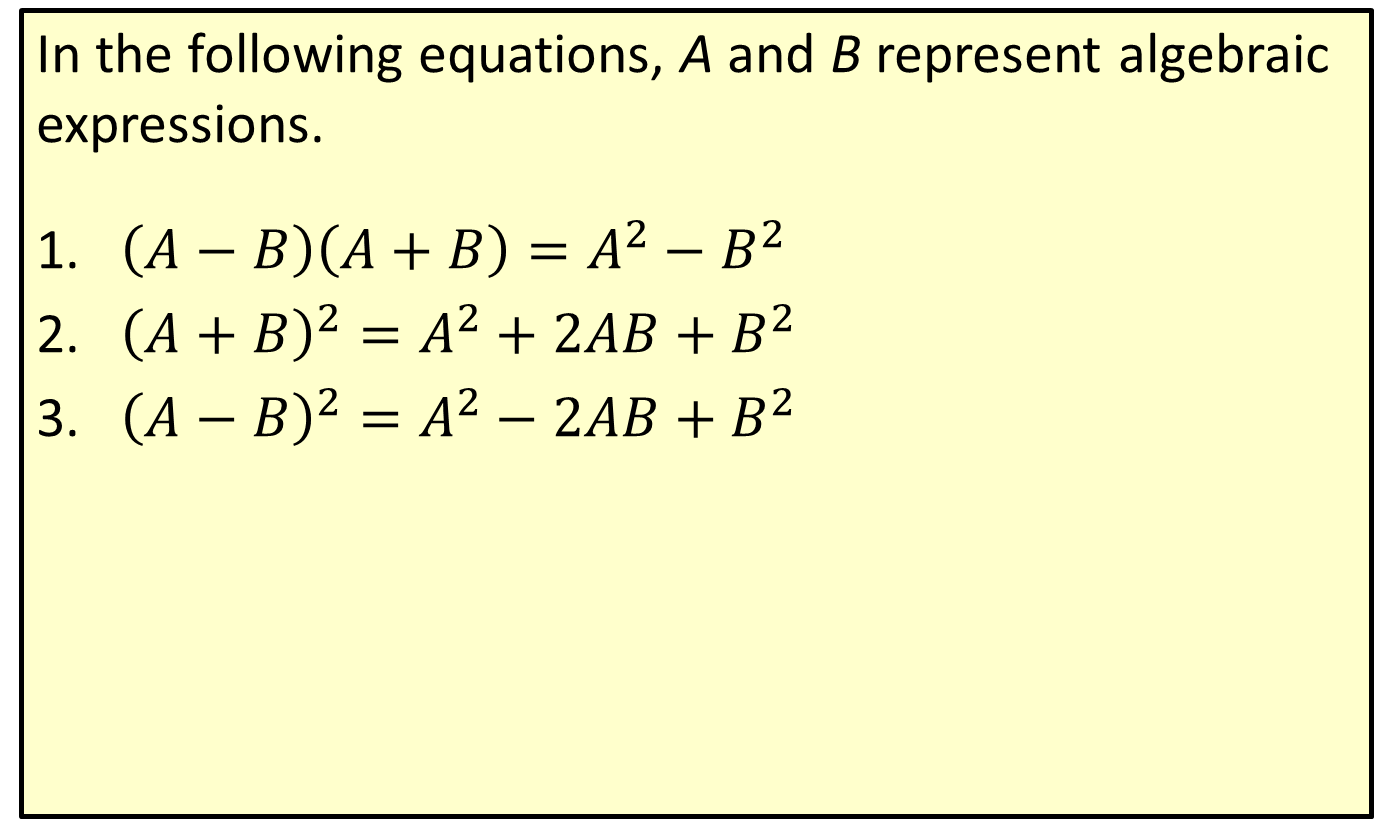 In the following equations, A and B represent algebraic
expressions.
1. (A − B)(A + B) = A² − B²
2. (A + B)² = A² + 2AB + B²
3. (A − B)² = A² − 2AB + B²